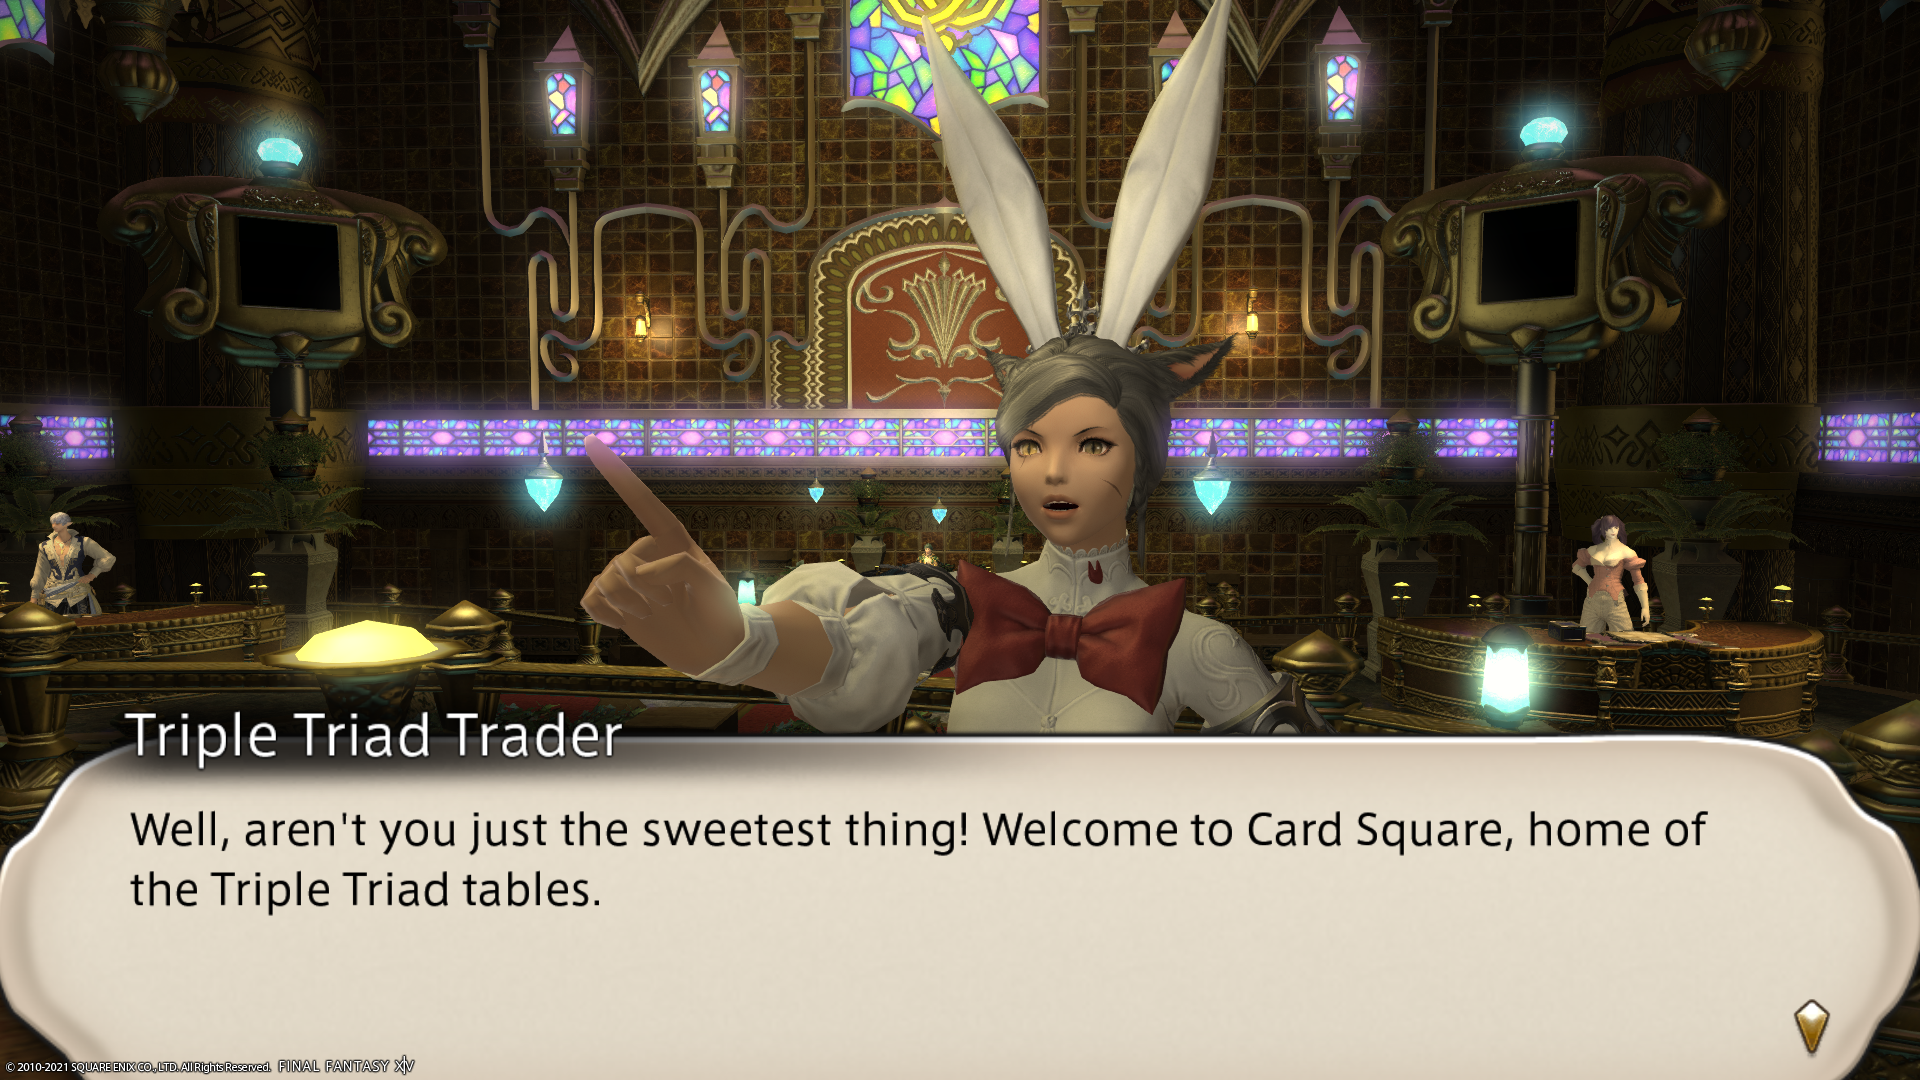 Triple Triad Trader
Well, aren't you just the sweetest thing! Welcome to Card Square, home of
the Triple Triad tables.
© 2010-2021 SQUARE ENIX CO., LTD. All Rights Reserved. FINAL FANTASY XIV